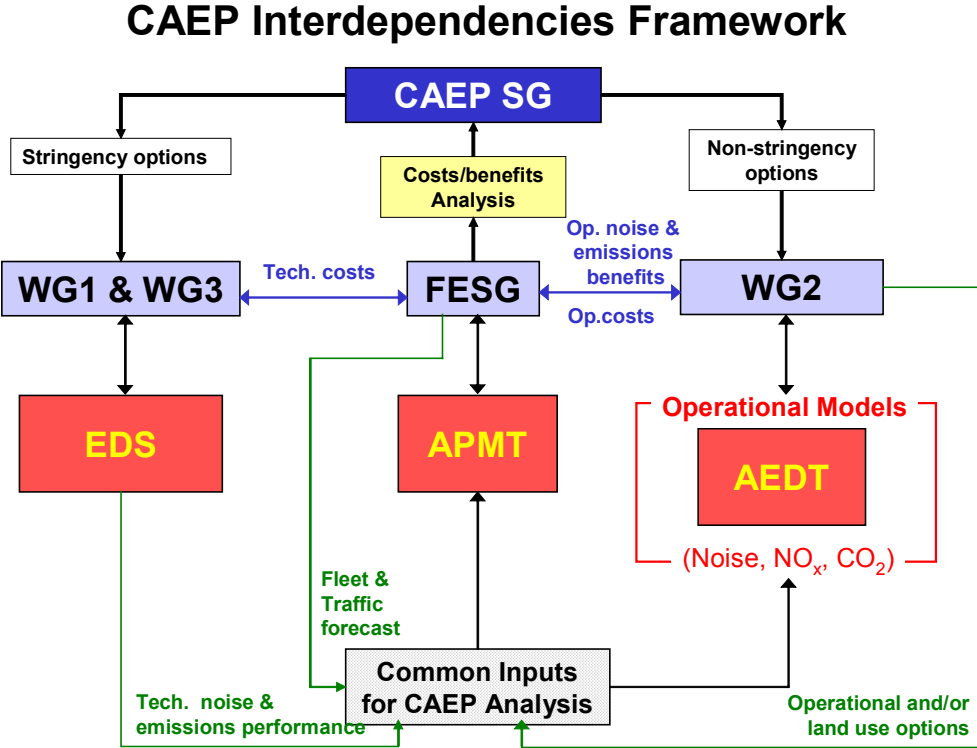 CAEP Interdependencies Framework
CAEP SG
Stringency options
Costs/benefits
Analysis
Non-stringency
options
WG1 & WG3
Tech. costs
FESG
Op. noise &
emissions
benefits
Op.costs
WG2
EDS
APMT
Operational Models
AEDT
(Noise, NOx, CO2)
Fleet &
Traffic
forecast
Common Inputs
for CAEP Analysis
Tech. noise &
emissions performance
Operational and/or
land use options